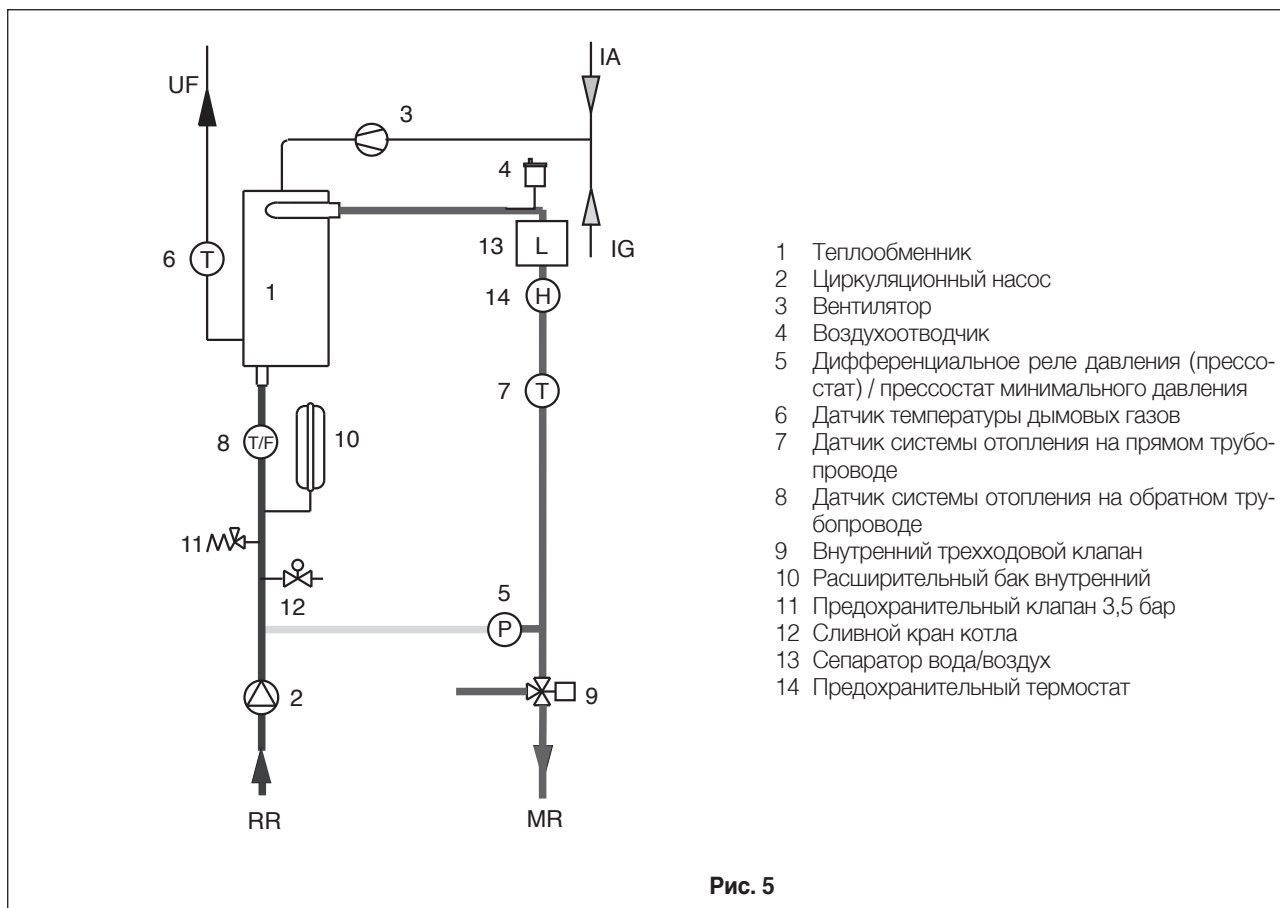 UF
IA
3
4
6
T
13
L
IG
1
14
H
7
T
8
T/F
10
11
12
5
P
2
9
RR
MR
1 Теплообменник
2 Циркуляционный насос
3 Вентилятор
4 Воздухоотводчик
5 Дифференциальное реле давления (прессо-
стат) / прессостат минимального давления
6 Датчик температуры дымовых газов
7 Датчик системы отопления на прямом трубо-
проводе
8 Датчик системы отопления на обратном тру-
бопроводе
9 Внутренний трехходовой клапан
10 Расширительный бак внутренний
11 Предохранительный клапан 3,5 бар
12 Сливной кран котла
13 Сепаратор вода/воздух
14 Предохранительный термостат
Рис. 5